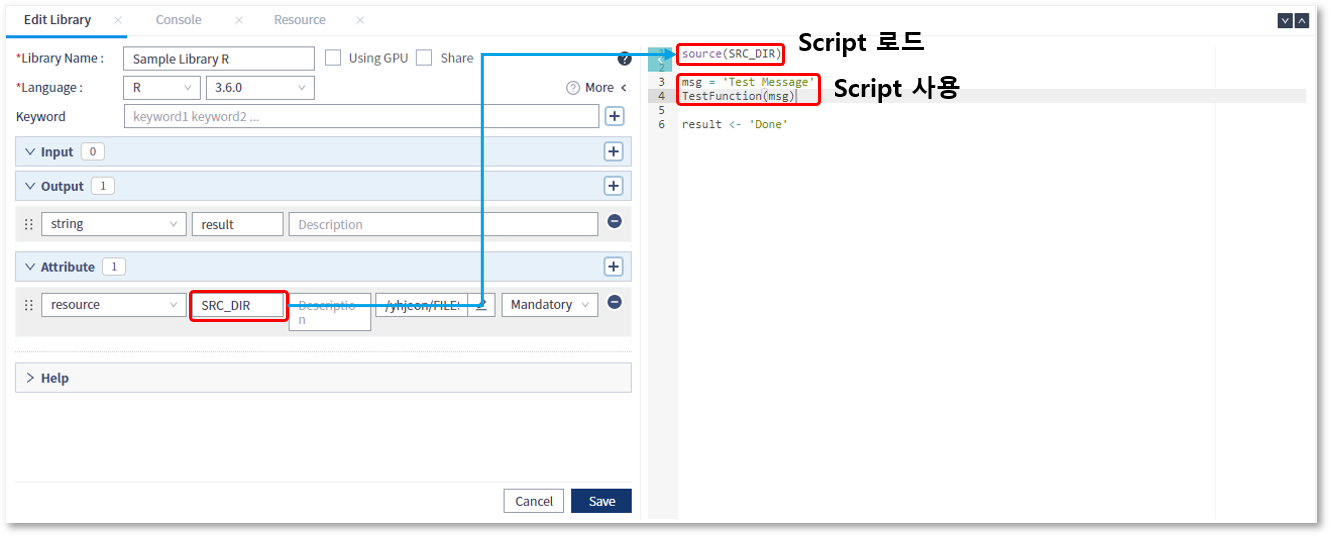 Edit Library
Console
Resource
*Library Name :
Sample Library R
Using GPU
Share
*Language :
R
3.6.0
More
Keyword
keyword1 keyword2 ...
Input 0
Output 1
string
result
Description
Attribute 1
resource
SRC_DIR
Descriptio
n
/yhjeon/FILE:
Mandatory
Help
Cancel
Save
source(SRC_DIR)
Script 로드
2
3 msg = 'Test Message'
4 TestFunction(msg)
Script 사용
5
6 result <- 'Done'